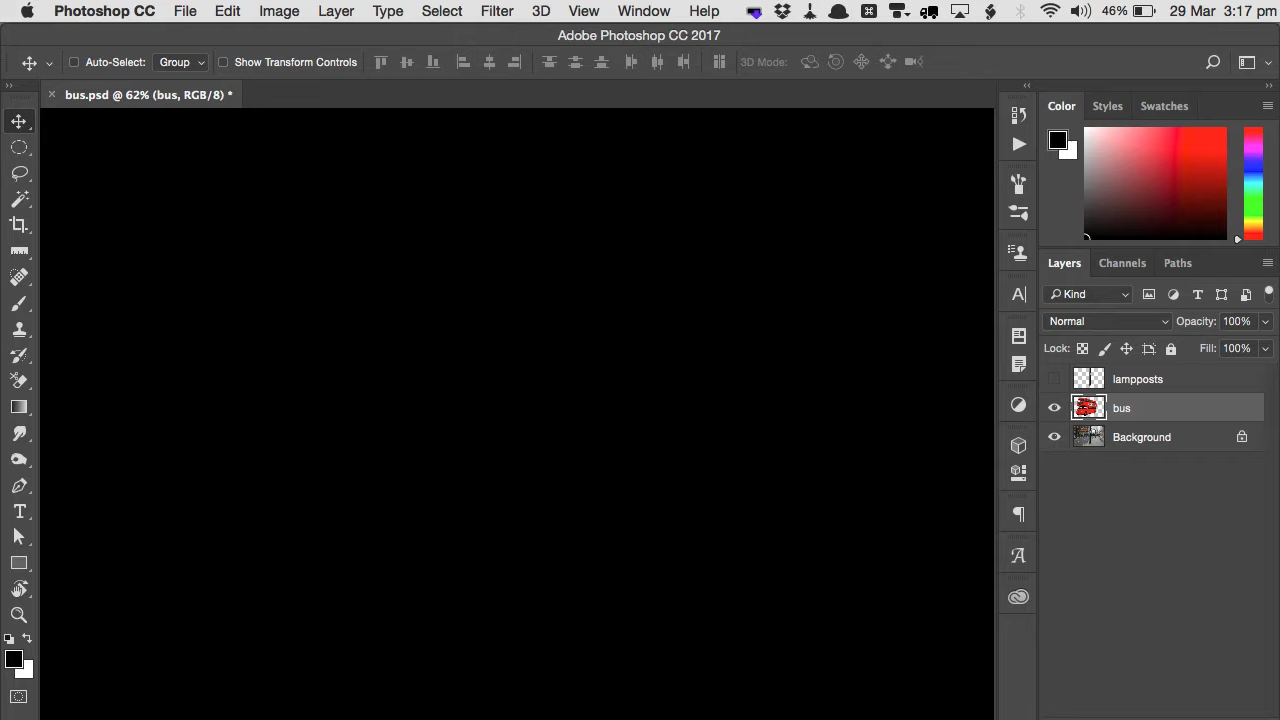 Photoshop CC File Edit Image Layer Type Select Filter 3D View Window Help 46% 29 Mar 3:17 pm
Adobe Photoshop CC 2017
Auto-Select: Group Show Transform Controls 3D Mode:
bus.psd @ 62% (bus, RGB/8) *
Color Styles Swatches
Layers Channels Paths
Kind
Normal Opacity: 100%
Lock: Fill: 100%
lampposts
bus
Background